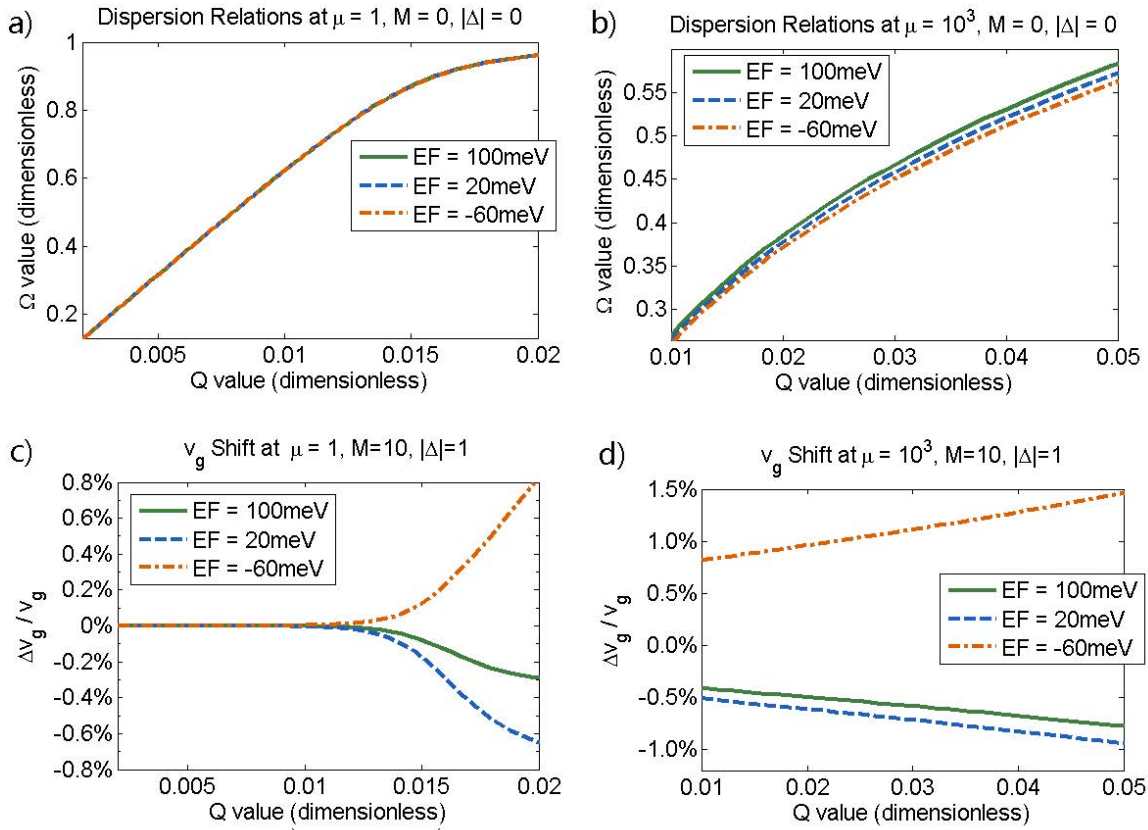 a)
Dispersion Relations at μ = 1, M = 0, |Δ| = 0
Ω value (dimensionless)
1
0.8
0.6
0.4
0.2
EF = 100meV
EF = 20meV
EF = -60meV
0.005
0.01
0.015
0.02
Q value (dimensionless)
b)
Dispersion Relations at μ = 10³, M = 0, |Δ| = 0
Ω value (dimensionless)
0.55
0.5
0.45
0.4
0.35
0.3
EF = 100meV
EF = 20meV
EF = -60meV
0.01
0.02
0.03
0.04
0.05
Q value (dimensionless)
c)
v_g Shift at μ = 1, M=10, |Δ|=1
Δv_g / v_g
0.8%
0.6%
0.4%
0.2%
0%
-0.2%
-0.4%
-0.6%
-0.8%
EF = 100meV
EF = 20meV
EF = -60meV
0.005
0.01
0.015
0.02
Q value (dimensionless)
d)
v_g Shift at μ = 10³, M=10, |Δ|=1
Δv_g / v_g
1.5%
1.0%
0.5%
0.0%
-0.5%
-1.0%
EF = 100meV
EF = 20meV
EF = -60meV
0.01
0.02
0.03
0.04
0.05
Q value (dimensionless)